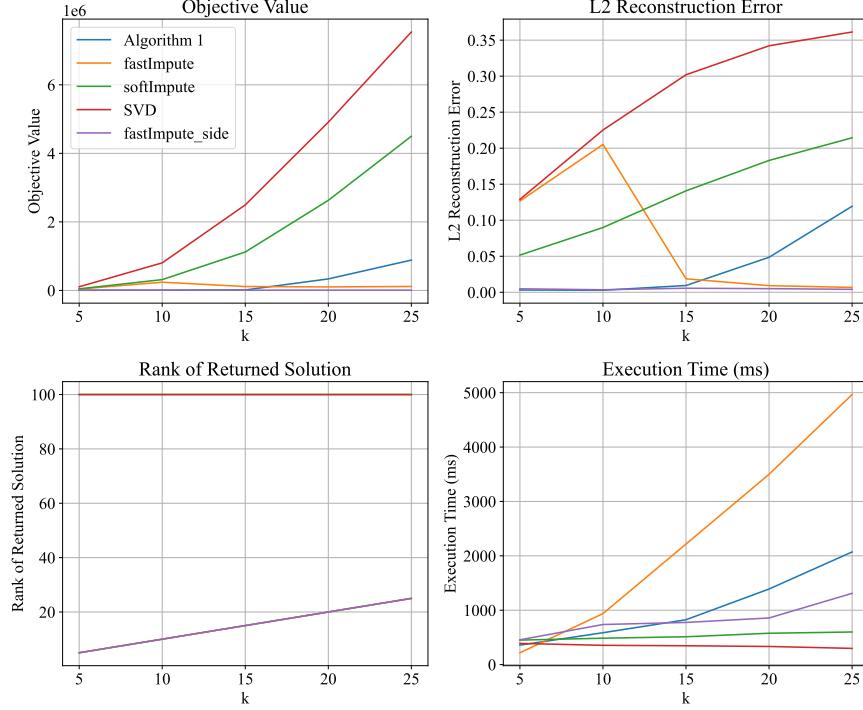 Objective Value
1e6
Objective Value
6
4
2
0
Algorithm 1
fastImpute
softImpute
SVD
fastImpute_side
5 10 15 20 25
k
L2 Reconstruction Error
L2 Reconstruction Error
0.35
0.30
0.25
0.20
0.15
0.10
0.05
0.00
5 10 15 20 25
k
Rank of Returned Solution
Rank of Returned Solution
100
80
60
40
20
5 10 15 20 25
k
Execution Time (ms)
Execution Time (ms)
5000
4000
3000
2000
1000
0
5 10 15 20 25
k